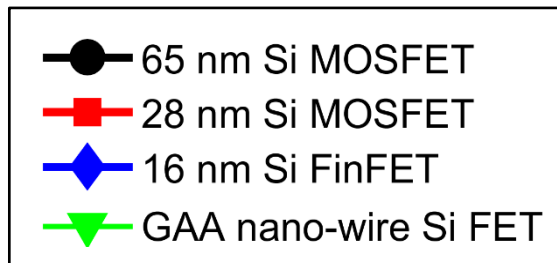 65 nm Si MOSFET
28 nm Si MOSFET
16 nm Si FinFET
GAA nano-wire Si FET